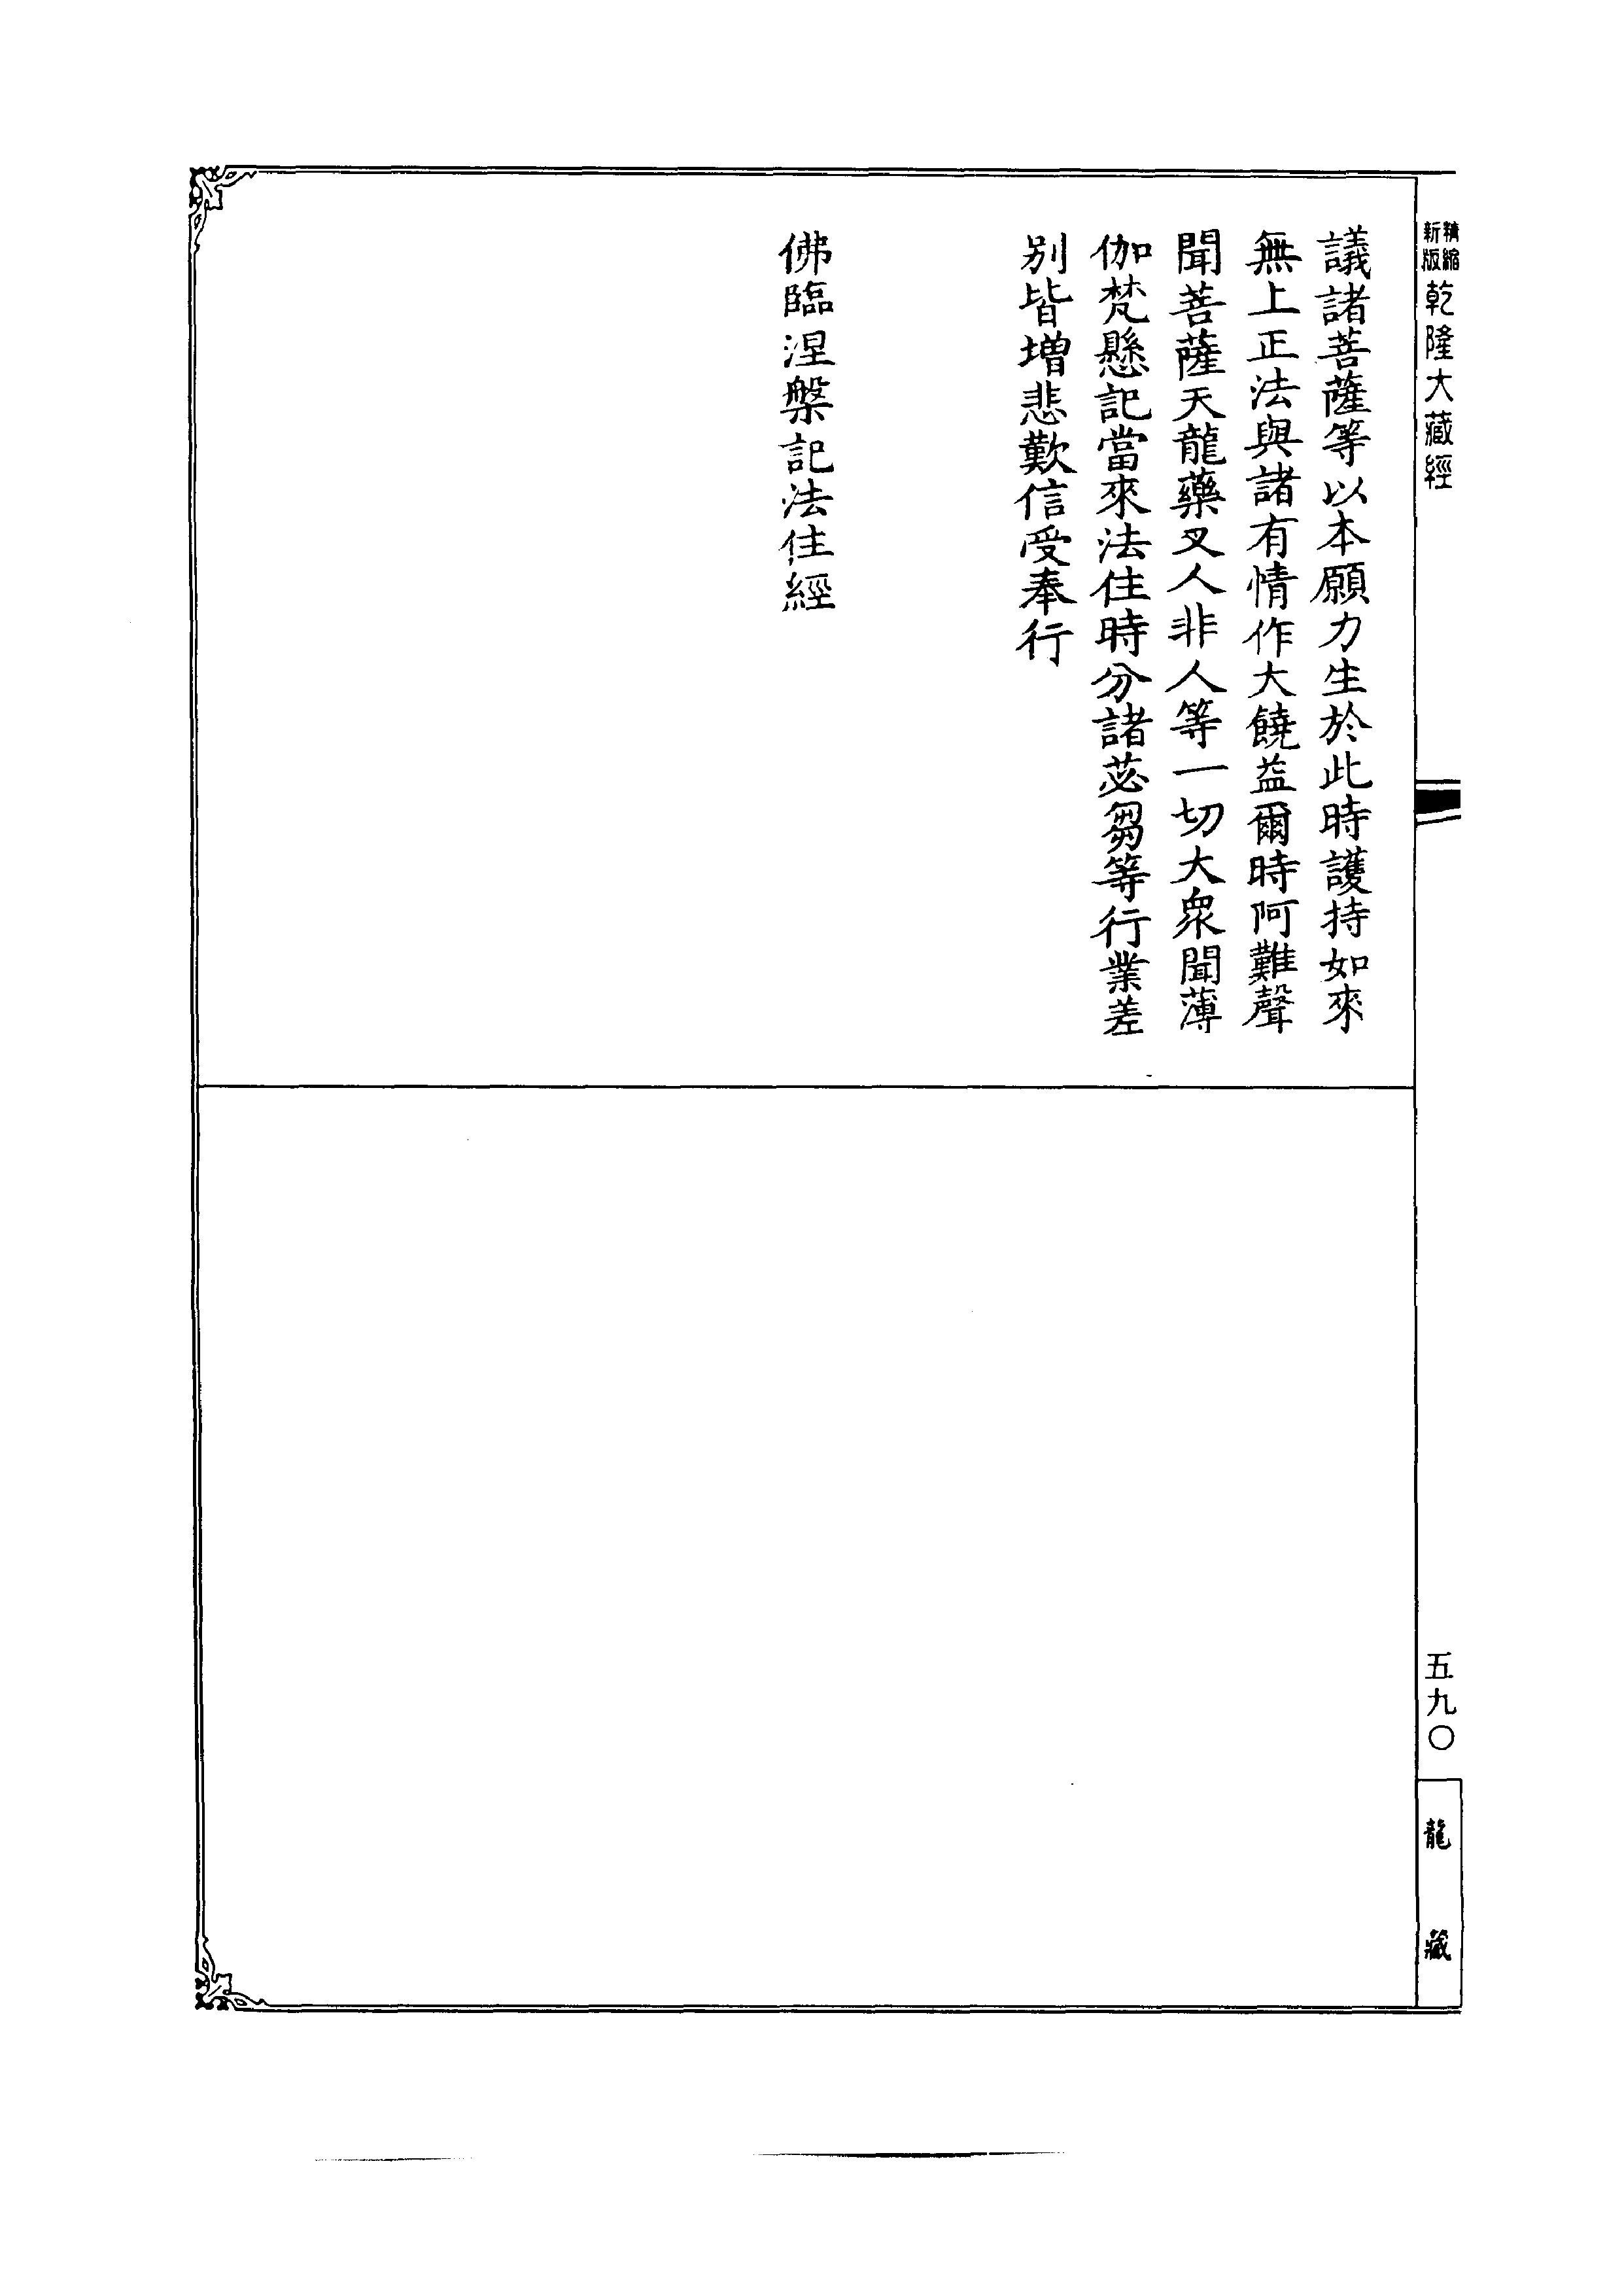 精縮新版乾隆大藏經
議諸菩薩等以本願力生於此時護持如來
無上正法與諸有情作大饒益爾時阿難聲
聞菩薩天龍藥叉人非人等一切大眾聞薄
伽梵懸記當來法住時分諸苾芻等行業差
別皆增悲歎信受奉行
佛臨涅槃記法住經
五九〇
龍藏